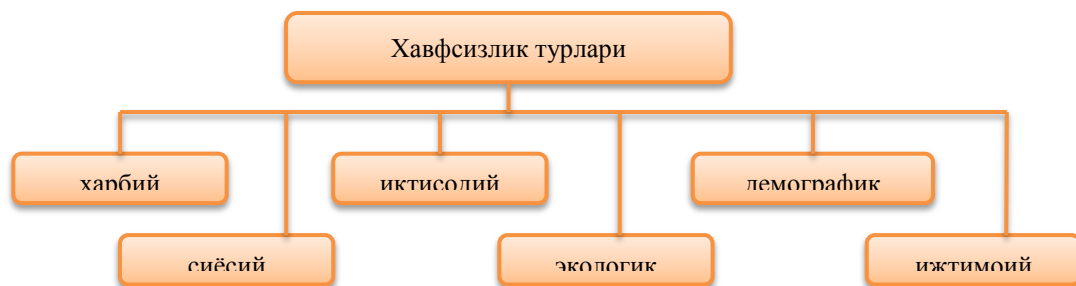 Хавфсизлик турлари
харбий
иктисодий
демографик
сиёсий
экологик
ижтимоий